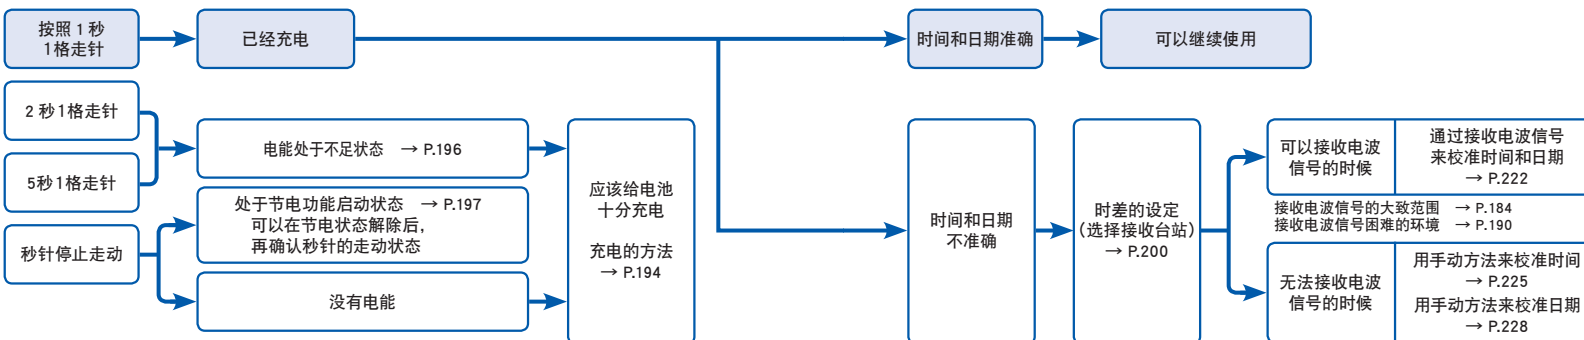 按照 1 秒
1格走针
已经充电
时间和日期准确
可以继续使用
2 秒1格走针
5秒1格走针
秒针停止走动
电能处于不足状态 → P.196
处于节电功能启动状态 → P.197
可以在节电状态解除后，
再确认秒针的走动状态
没有电能
应该给电池
十分充电
充电的方法
→ P.194
时间和日期
不准确
时差的设定
（选择接收台站）
→ P.200
可以接收电波
信号的时候
通过接收电波信号
来校准时间和日期
→ P.222
接收电波信号的大致范围 → P.184
接收电波信号困难的环境 → P.190
无法接收电波
信号的时候
用手动方法来校准时间
→ P.225
用手动方法来校准日期
→ P.228